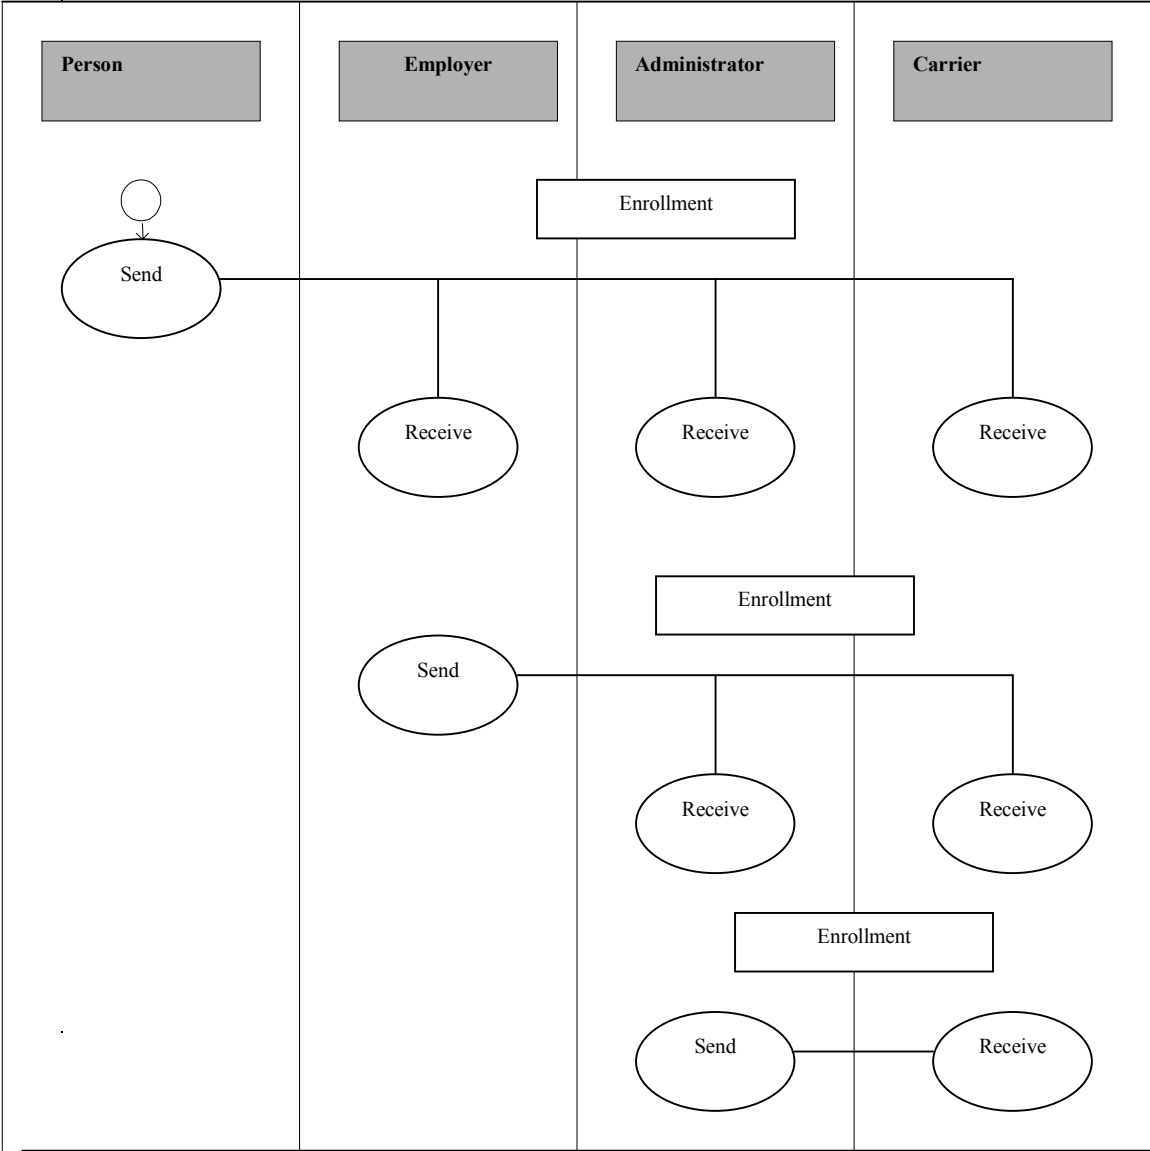 Person
Employer
Administrator
Carrier
Enrollment
Send
Receive
Receive
Receive
Enrollment
Send
Receive
Receive
Enrollment
Send
Receive